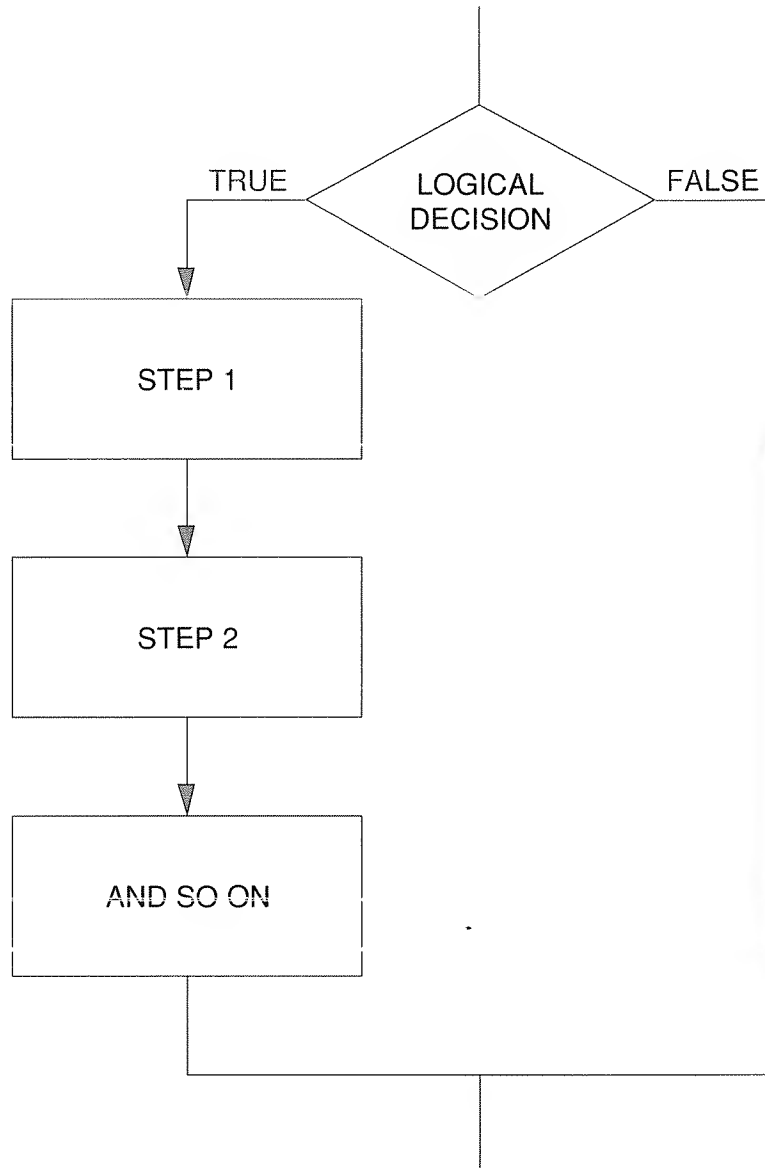 TRUE
LOGICAL
DECISION
FALSE
STEP 1
STEP 2
AND SO ON